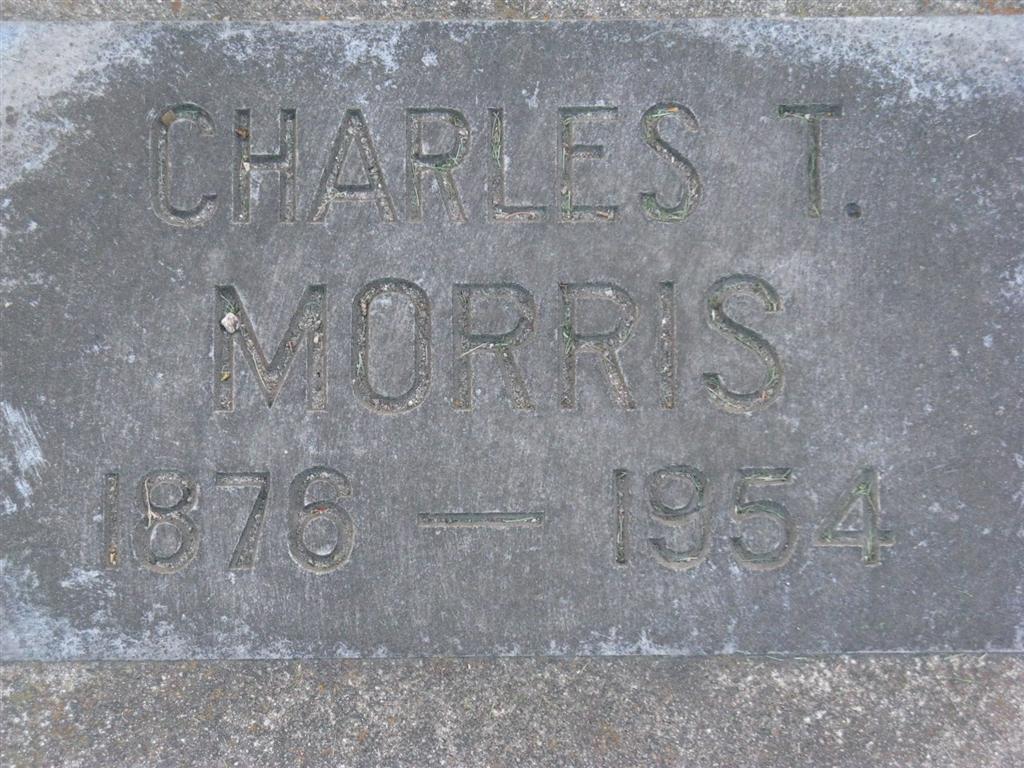 CHARLES T.
MORRIS
1876 — 1954